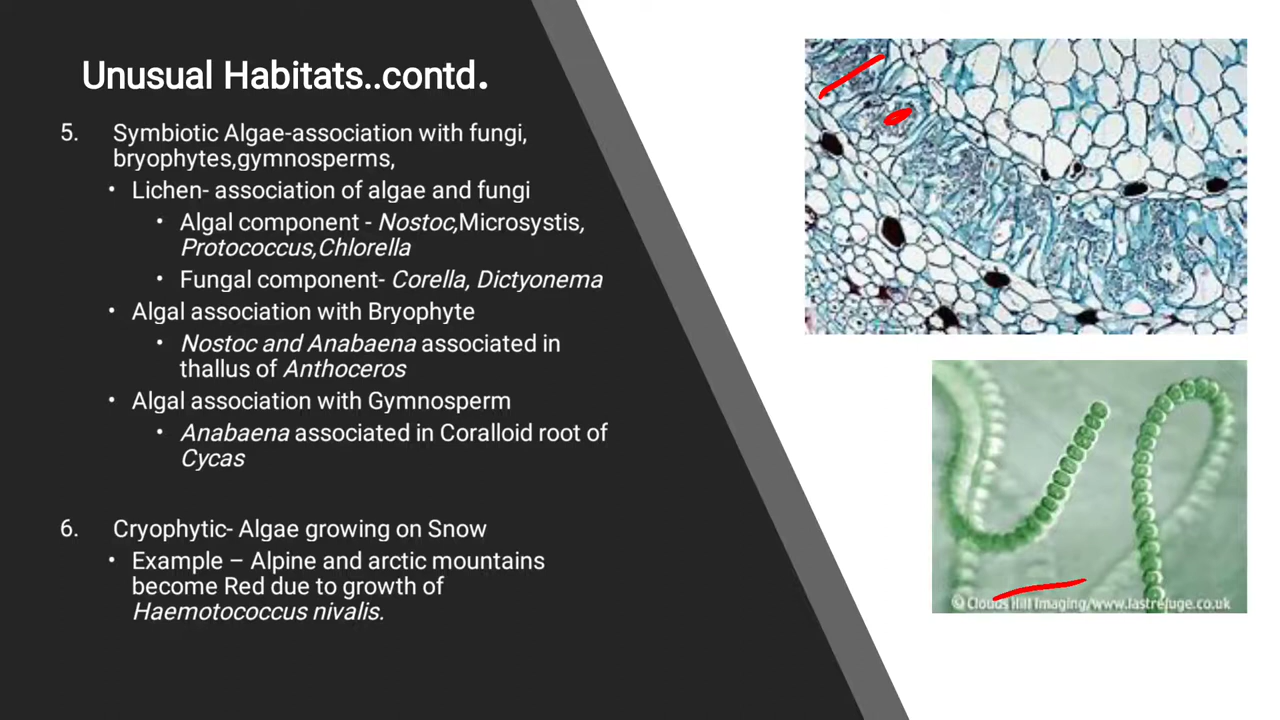 Unusual Habitats..contd.
5. Symbiotic Algae-association with fungi,
bryophytes,gymnosperms,
• Lichen- association of algae and fungi
• Algal component - Nostoc,Microsystis,
Protococcus,Chlorella
• Fungal component- Corella, Dictyonema
• Algal association with Bryophyte
• Nostoc and Anabaena associated in
thallus of Anthoceros
• Algal association with Gymnosperm
• Anabaena associated in Coralloid root of
Cycas
6. Cryophytic- Algae growing on Snow
• Example – Alpine and arctic mountains
become Red due to growth of
Haemotococcus nivalis.
© Clouds Hill Imaging/www.lastrefuge.co.uk